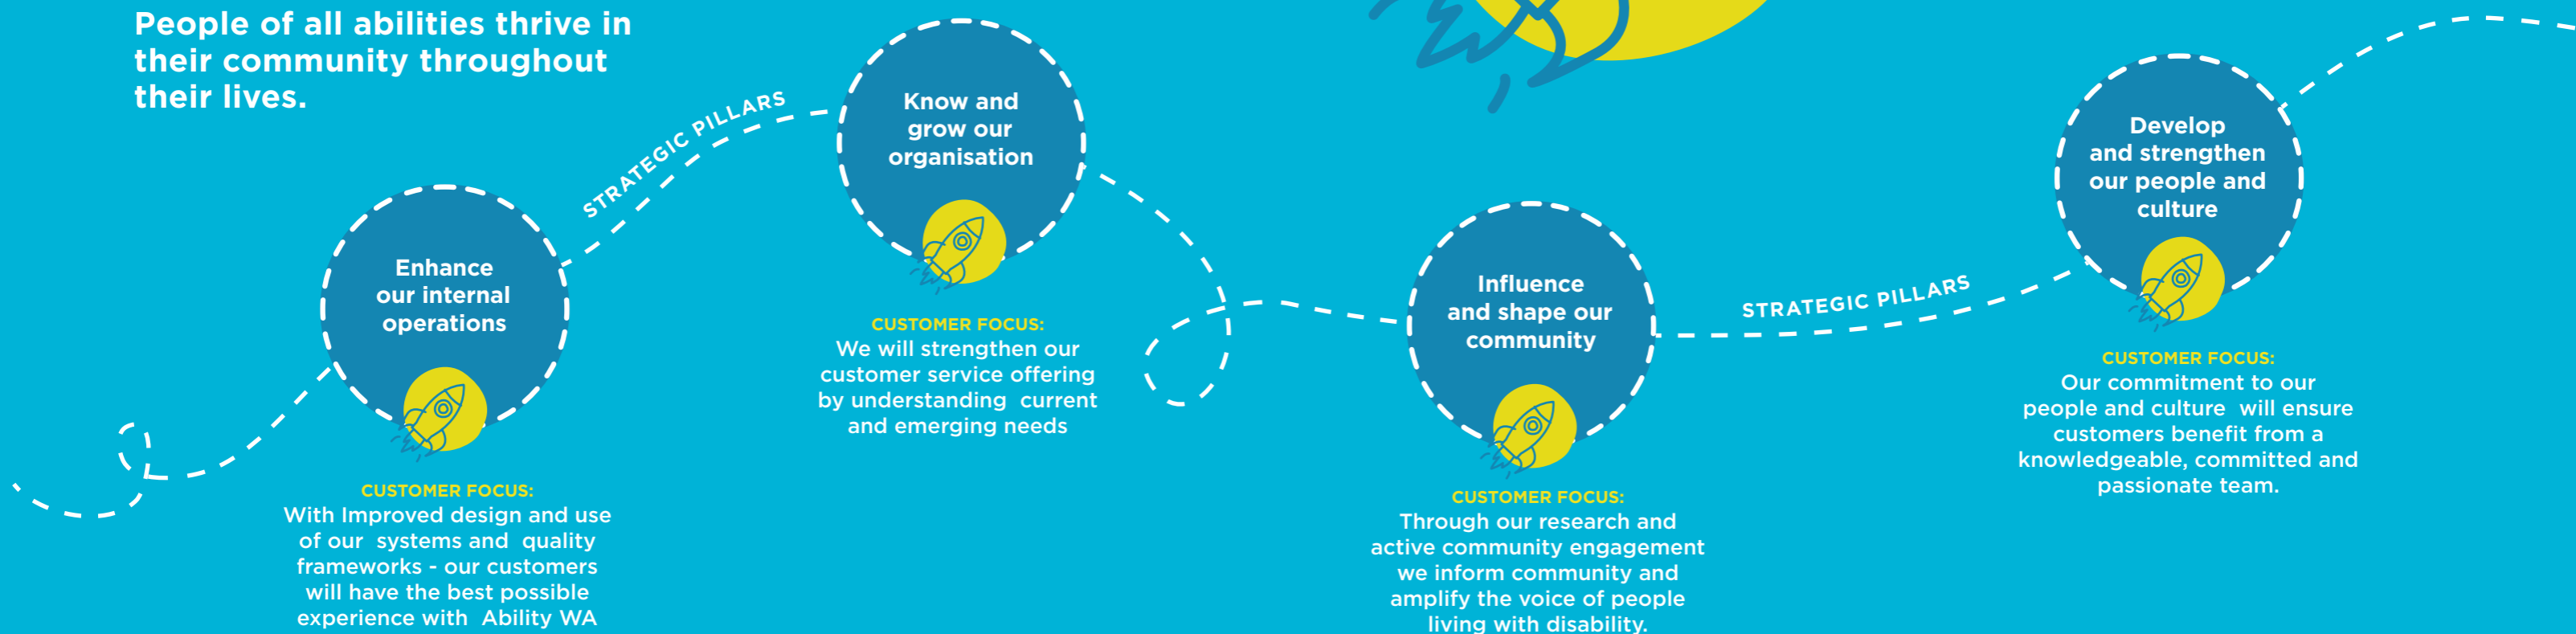 People of all abilities thrive in
their community throughout
their lives.
Enhance
our internal
operations
CUSTOMER FOCUS:
With Improved design and use
of our systems and quality
frameworks - our customers
will have the best possible
experience with Ability WA
STRATEGIC PILLARS
Know and
grow our
organisation
CUSTOMER FOCUS:
We will strengthen our
customer service offering
by understanding current
and emerging needs
Influence
and shape our
community
CUSTOMER FOCUS:
Through our research and
active community engagement
we inform community and
amplify the voice of people
living with disability.
STRATEGIC PILLARS
Develop
and strengthen
our people and
culture
CUSTOMER FOCUS:
Our commitment to our
people and culture will ensure
customers benefit from a
knowledgeable, committed and
passionate team.